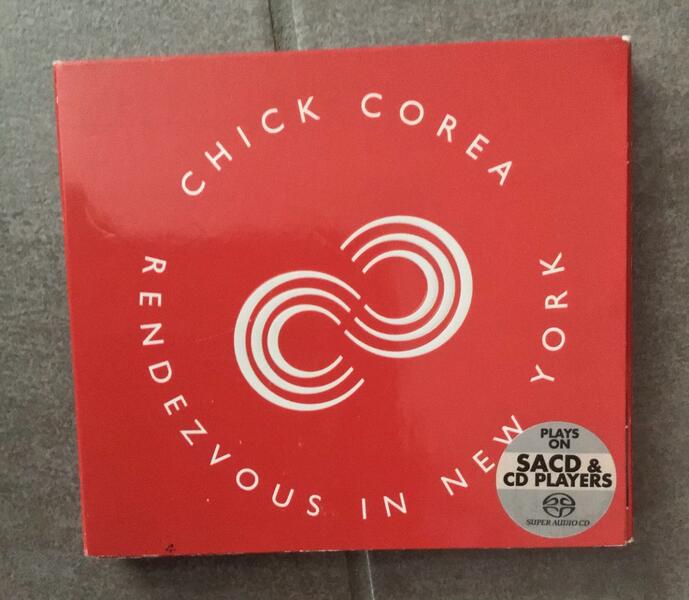 CHICK COREA
RENDEZVOUS IN NEW YORK
PLAYS
ON
SACD &
CD PLAYERS
SUPER AUDIO CD